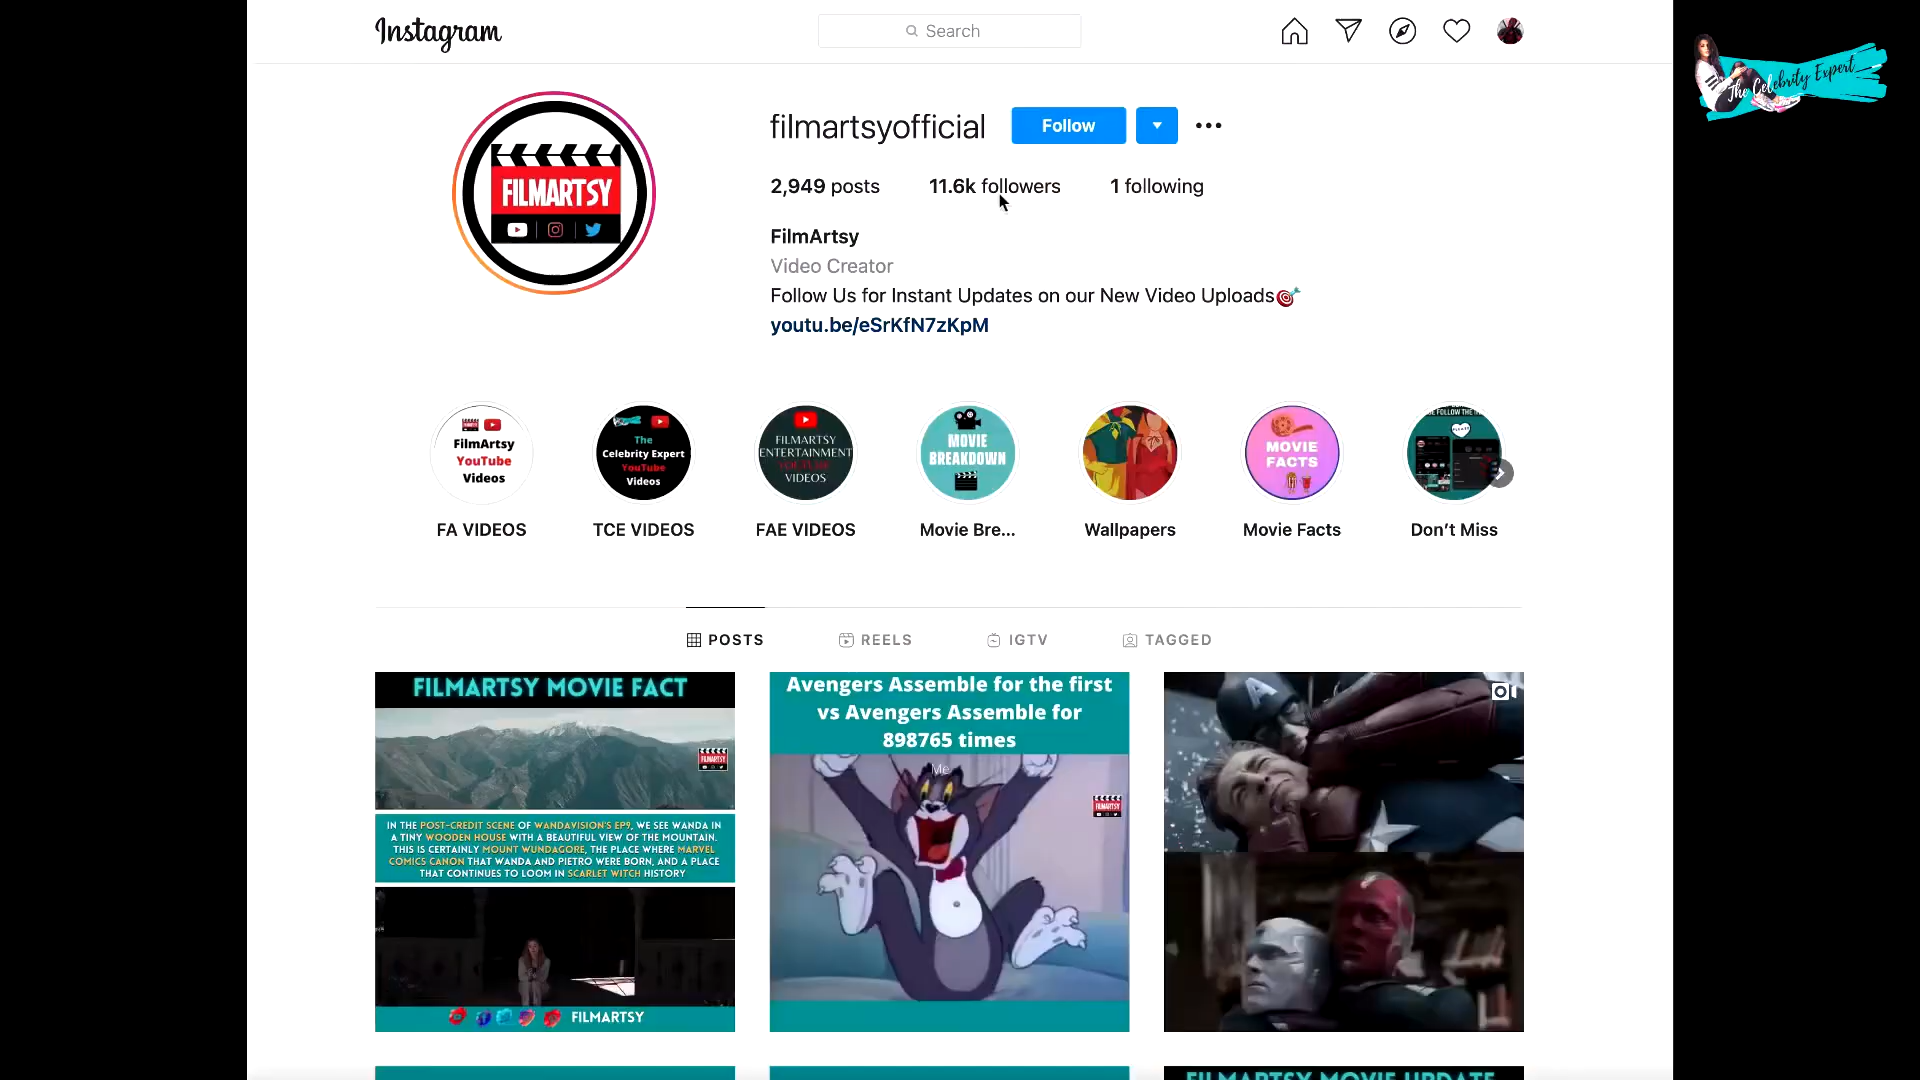 Instagram
Search
The Celebrity Expert
filmartsyofficial
Follow
2,949 posts
11.6k followers
1 following
FILMARTSY
FilmArtsy
Video Creator
Follow Us for Instant Updates on our New Video Uploads🎯
youtu.be/eSrKfN7zKpM
FilmArtsy
YouTube
Videos
The
Celebrity Expert
YouTube
Videos
FILMARTSY
ENTERTAINMENT
YOUTUBE
VIDEOS
MOVIE
BREAKDOWN
MOVIE
FACTS
FA VIDEOS
TCE VIDEOS
FAE VIDEOS
Movie Bre...
Wallpapers
Movie Facts
Don’t Miss
POSTS
REELS
IGTV
TAGGED
FILMARTSY MOVIE FACT
FILMARTSY
IN THE POST-CREDIT SCENE OF WANDAVISION'S EP9, WE SEE WANDA IN
A TINY WOODEN HOUSE WITH A BEAUTIFUL VIEW OF THE MOUNTAIN.
THIS IS CERTAINLY MOUNT WUNDAGORE, THE PLACE WHERE MARVEL
COMICS CANON THAT WANDA AND PIETRO WERE BORN, AND A PLACE
THAT CONTINUES TO LOOM IN SCARLET WITCH HISTORY
FILMARTSY
Avengers Assemble for the first
vs Avengers Assemble for
898765 times
Me
FILMARTSY
A
FILMARTSY MOVIE UPDATE